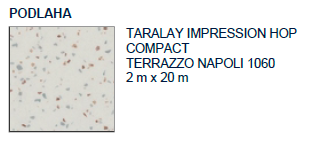 PODLAHA
TARALAY IMPRESSION HOP
COMPACT
TERRAZZO NAPOLI 1060
2 m x 20 m